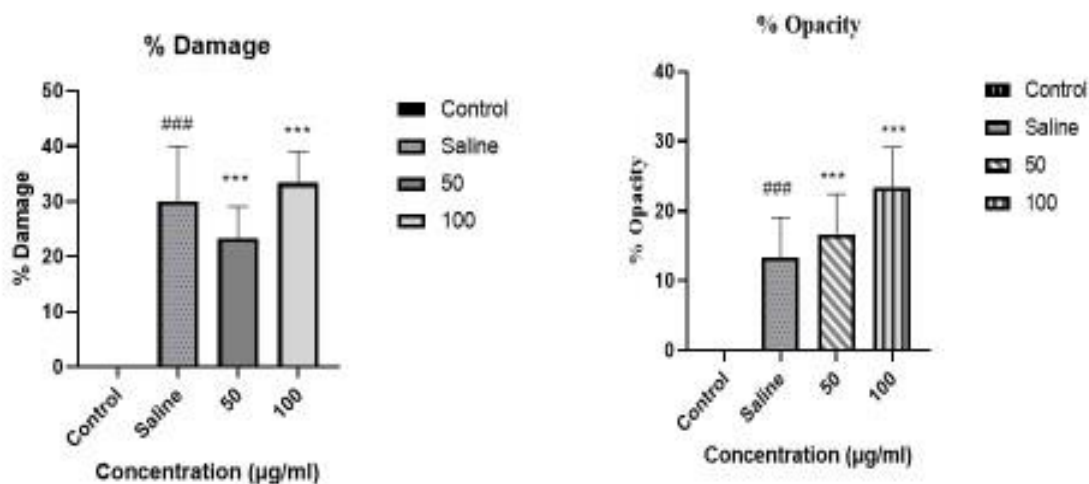 % Damage
50
40
30
20
10
0
% Damage
###
***
***
Control
Saline
50
100
Concentration (µg/ml)
Control
Saline
50
100
% Opacity
40
30
20
10
0
% Opacity
###
***
***
Control
Saline
50
100
Concentration (µg/ml)
Control
Saline
50
100